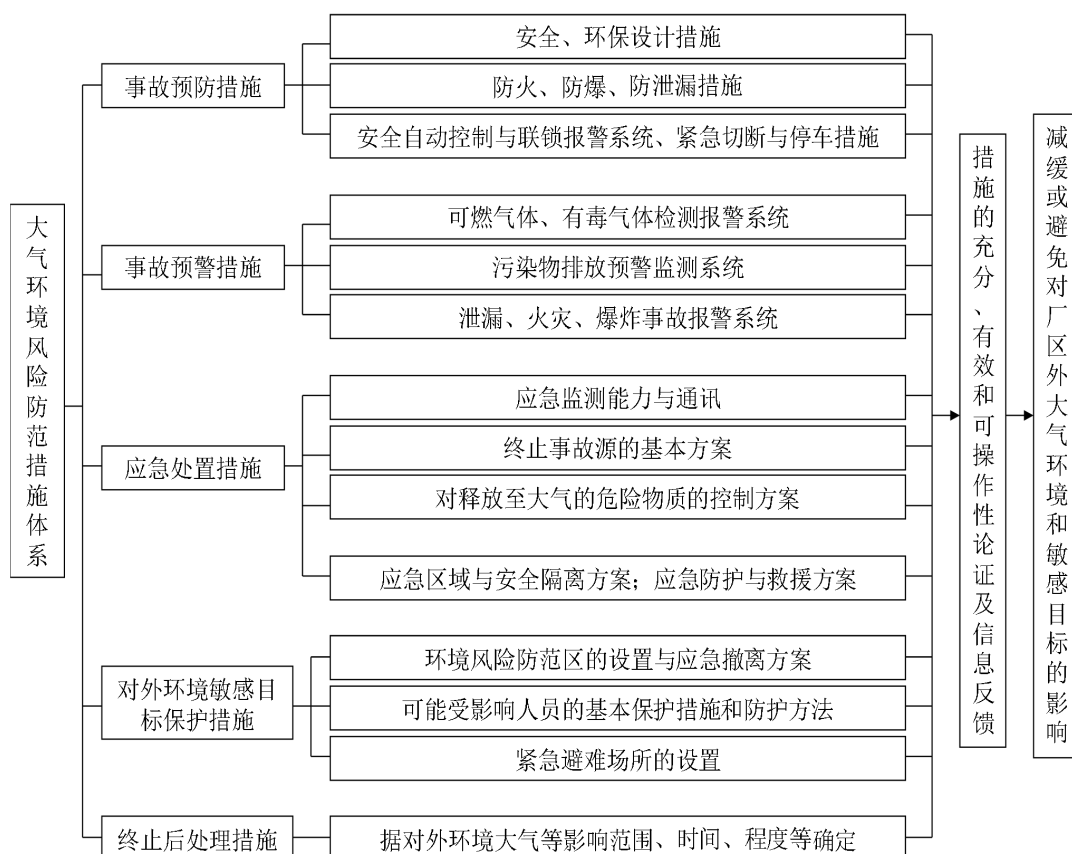 大气环境风险防范措施体系
事故预防措施
安全、环保设计措施
防火、防爆、防泄漏措施
安全自动控制与联锁报警系统、紧急切断与停车措施
事故预警措施
可燃气体、有毒气体检测报警系统
污染物排放预警监测系统
泄漏、火灾、爆炸事故报警系统
应急处置措施
应急监测能力与通讯
终止事故源的基本方案
对释放至大气的危险物质的控制方案
应急区域与安全隔离方案；应急防护与救援方案
对外环境敏感目
标保护措施
环境风险防范区的设置与应急撤离方案
可能受影响人员的基本保护措施和防护方法
紧急避难场所的设置
终止后处理措施
据对外环境大气等影响范围、时间、程度等确定
措施的充分、有效和可操作性论证及信息反馈
减缓或避免对厂区外大气环境和敏感目标的影响